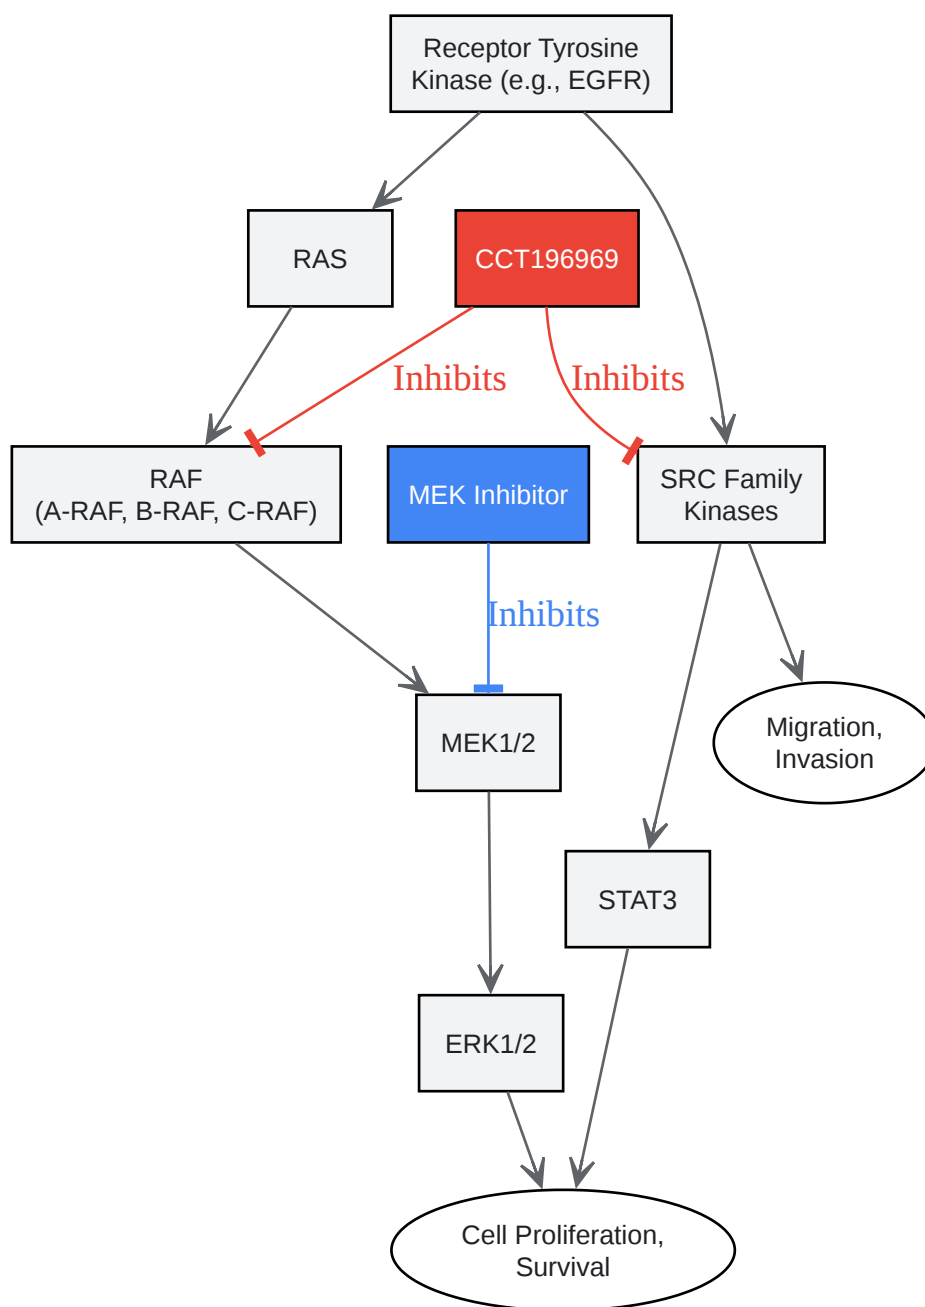 Receptor Tyrosine
Kinase (e.g., EGFR)
RAS
CCT196969
Inhibits
Inhibits
RAF
(A-RAF, B-RAF, C-RAF)
MEK Inhibitor
SRC Family
Kinases
Inhibits
MEK1/2
Migration,
Invasion
STAT3
ERK1/2
Cell Proliferation,
Survival